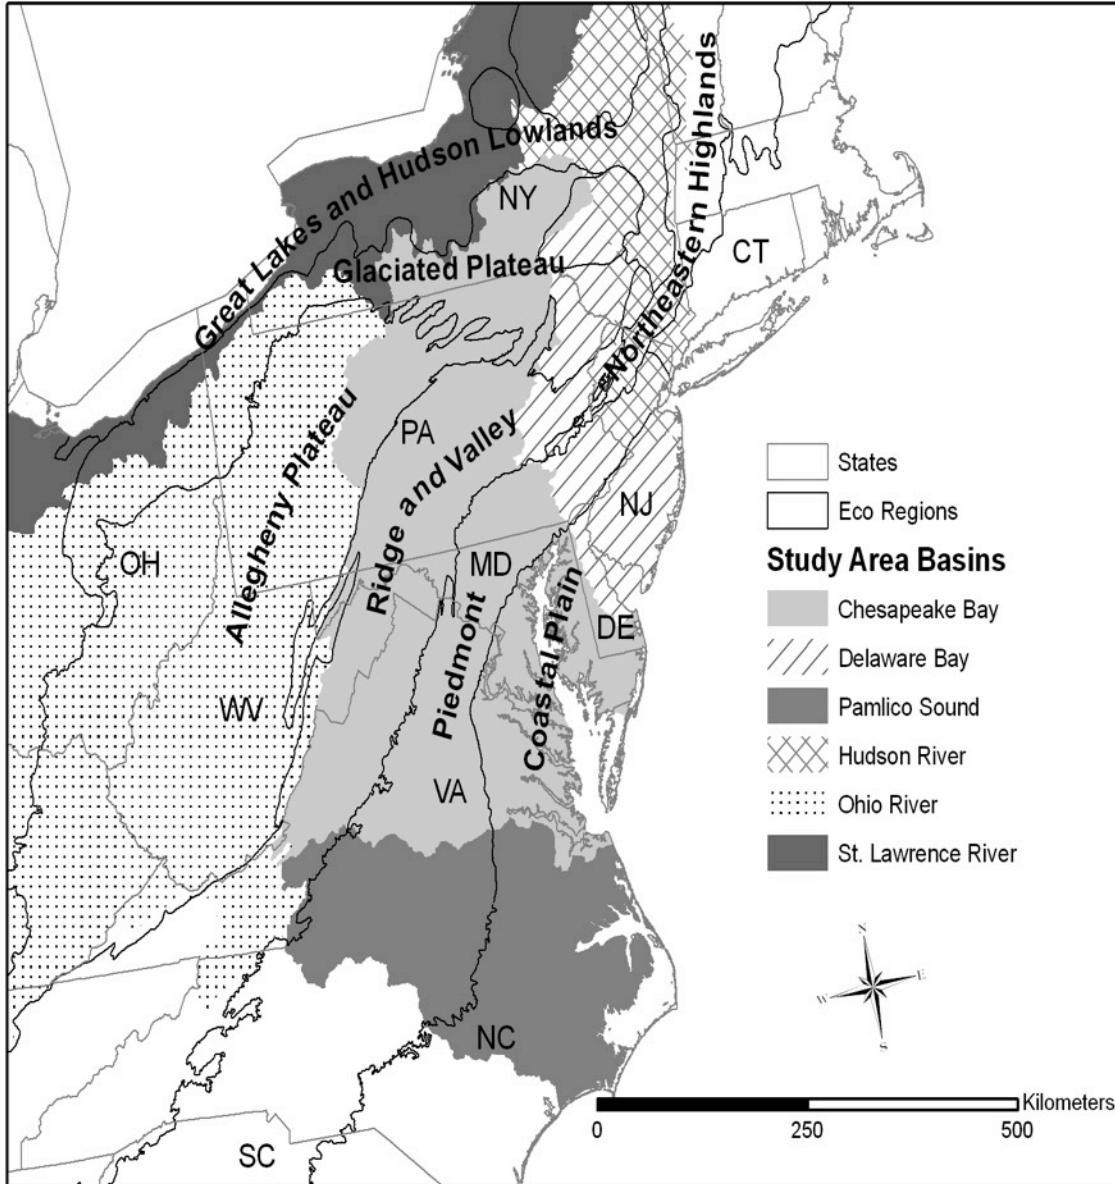 Great Lakes and Hudson Lowlands
Northeastern Highlands
NY
CT
Glaciated Plateau
Allegheny Plateau
PA
Ridge and Valley
NJ
OH
MD
DE
Piedmont
Coastal Plain
WV
VA
NC
SC
States
Eco Regions
Study Area Basins
Chesapeake Bay
Delaware Bay
Pamlico Sound
Hudson River
Ohio River
St. Lawrence River
N
W E
S
Kilometers
0 250 500